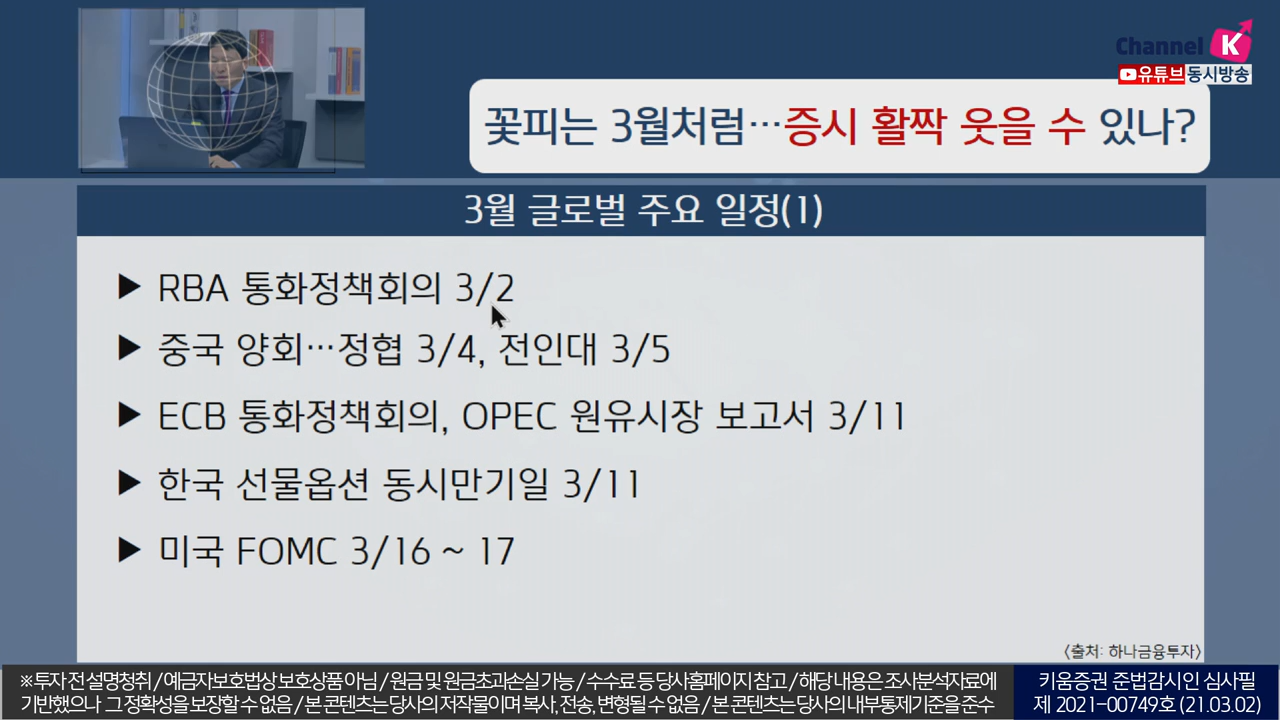 Channel K
유튜브동시방송
꽃피는 3월처럼…증시 활짝 웃을 수 있나?
3월 글로벌 주요 일정(1)
▶ RBA 통화정책회의 3/2
▶ 중국 양회…정협 3/4, 전인대 3/5
▶ ECB 통화정책회의, OPEC 원유시장 보고서 3/11
▶ 한국 선물옵션 동시만기일 3/11
▶ 미국 FOMC 3/16 ~ 17
<출처: 하나금융투자>
※투자 전 설명청취 / 예금자보호법상 보호상품 아님 / 원금 및 원금초과손실 가능 / 수수료 등 당사홈페이지 참고 / 해당 내용은 조사분석자료에
기반했으나 그 정확성을 보장할 수 없음 / 본 콘텐츠는 당사의 저작물이며 복사, 전송, 변형될 수 없음 / 본 콘텐츠는 당사의 내부통제기준을 준수
키움증권 준법감시인 심사필
제 2021-00749호 (21.03.02)